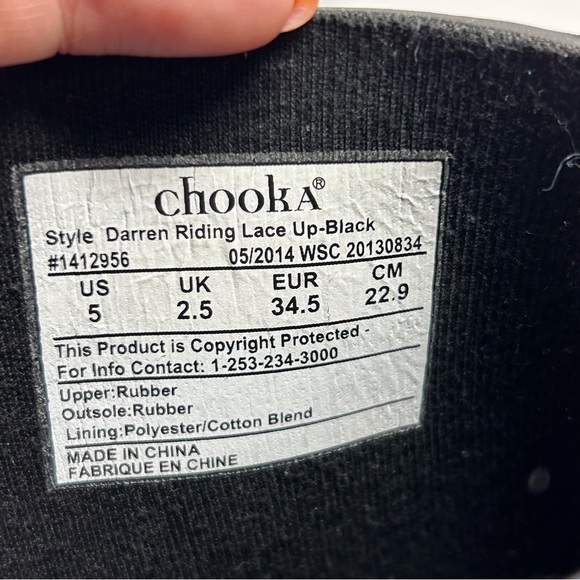 chooka®
Style Darren Riding Lace Up-Black
#1412956 05/2014 WSC 20130834
US UK EUR CM
5 2.5 34.5 22.9
This Product is Copyright Protected -
For Info Contact: 1-253-234-3000
Upper:Rubber
Outsole:Rubber
Lining:Polyester/Cotton Blend
MADE IN CHINA
FABRIQUE EN CHINE